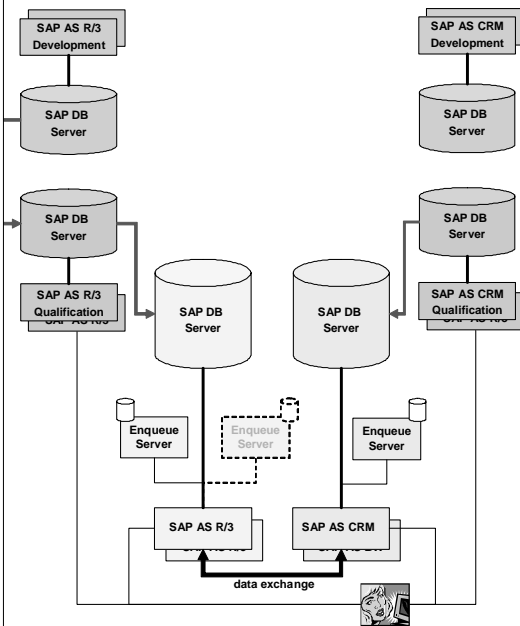 SAP AS R/3
Development
SAP AS CRM
Development
SAP DB
Server
SAP DB
Server
SAP DB
Server
SAP DB
Server
SAP AS R/3
Qualification
SAP AS CRM
Qualification
SAP DB
Server
SAP DB
Server
Enqueue
Server
Enqueue
Server
Enqueue
Server
SAP AS R/3
SAP AS CRM
data exchange